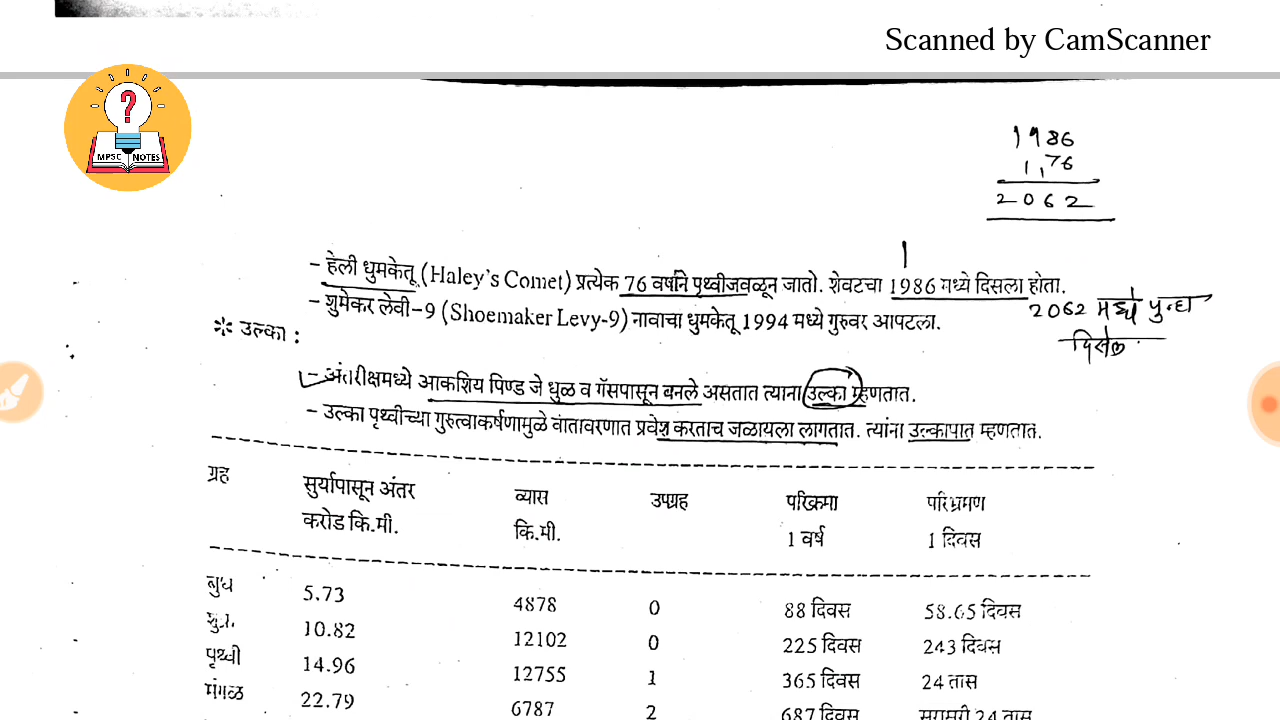 Scanned by CamScanner
?
MPSC NOTES
1986
1,76
2062
– हेली धुमकेतू (Haley's Comet) प्रत्येक 76 वर्षाने पृथ्वीजवळून जातो. शेवटचा 1986 मध्ये दिसला होता.
2062 मध्ये पुन्हा
दिसेल.
– शुमेकर लेवी–9 (Shoemaker Levy-9) नावाचा धुमकेतू 1994 मध्ये गुरुवर आपटला.
* उल्का :
– अंतरीक्षमध्ये आकशिय पिण्ड जे धुळ व गॅसपासून बनले असतात त्याना उल्का म्हणतात.
– उल्का पृथ्वीच्या गुरुत्वाकर्षणामुळे वातावरणात प्रवेश करताच जळायला लागतात. त्यांना उल्कापात म्हणतात.
ग्रह सुर्यापासून अंतर व्यास उपग्रह परिक्रमा परिभ्रमण
करोड कि.मी. कि.मी. 1 वर्ष 1 दिवस
बुध 5.73 4878 0 88 दिवस 58.65 दिवस
10.82 12102 0 225 दिवस 243 दिवस
पृथ्वी 14.96 12755 1 365 दिवस 24 तास
मंगळ 22.79 6787 2 687 दिवस 24 तास